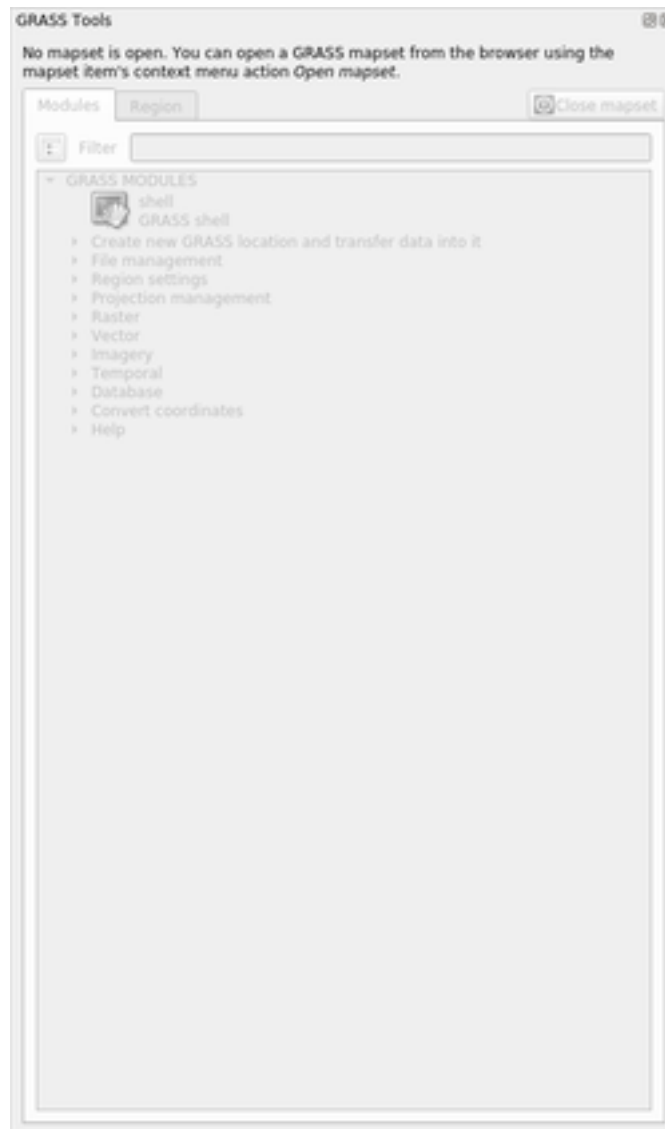 GRASS Tools
No mapset is open. You can open a GRASS mapset from the browser using the
mapset item's context menu action Open mapset.
Modules Region Close mapset
Filter
GRASS MODULES
shell
GRASS shell
Create new GRASS location and transfer data into it
File management
Region settings
Projection management
Raster
Vector
Imagery
Temporal
Database
Convert coordinates
Help